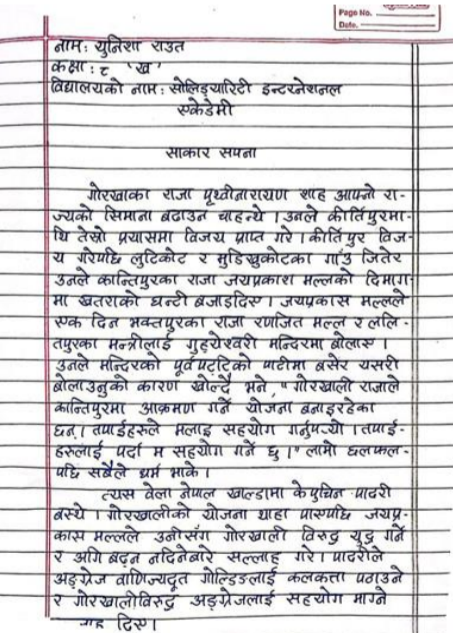 Page No.
Date.
नाम: युनिशा राउत
कक्षा: ८ 'ख'
विद्यालयको नाम: सोलिड्यारिटी इन्टरनेशनल
एकेडेमी
साकार सपना
गोरखाका राजा पृथ्वीनारायण शाह आफ्नो रा-
ज्यको सिमाना बढाउन चाहन्थे । उनले कीर्तिपुरमा-
थि तेस्रो प्रयासमा विजय प्राप्त गरे । कीर्तिपुर विज-
य गरेपछि लुटिकोट र मुडिखुकोटका गाउँ जितेर
उनले कान्तिपुरका राजा जयप्रकाश मल्लको दिमाग-
मा खतराको घन्टी बजाइदिए । जयप्रकास मल्लले
एक दिन भक्तपुरका राजा रणजित मल्ल र ललि-
तपुरका मन्त्रीलाई गुह्येश्वरी मन्दिरमा बोलाए ।
उनले मन्दिरको पूर्वपट्टिको पाटीमा बसेर यसरी
बोलाउनुको कारण खोल्दै भने, "गोरखाली राजाले
कान्तिपुरमा आक्रमण गर्ने योजना बनाइरहेका
छन् । तपाईहरूले मलाई सहयोग गर्नुपर्‍यो । तपाई-
हरुलाई पर्दा म सहयोग गर्ने छु ।" लामो छलफल-
पछि सबैले धर्म भाके ।
त्यस वेला नेपाल खाल्डामा केपुचिन पादरी
बस्थे । गोरखालीको योजना थाहा पाएपछि जयप्र-
कास मल्लले उनीसँग गोरखाली विरुद्ध युद्ध गर्ने
र अगि बढ्न नदिनेबारे सल्लाह गरे । पादरीले
अङ्ग्रेज वाणिज्यदूत गोल्डिङलाई कलकत्ता पठाउने
र गोरखालीविरुद्ध अङ्ग्रेजलाई सहयोग माग्ने
दिए ।